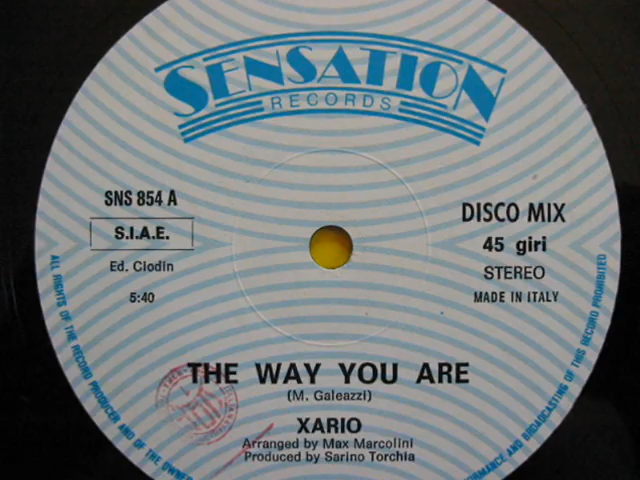 SENSATION
RECORDS
SNS 854 A
S.I.A.E.
Ed. Clodin
5:40
DISCO MIX
45 giri
STEREO
MADE IN ITALY
THE WAY YOU ARE
(M. Galeazzi)
XARIO
Arranged by Max Marcolini
Produced by Sarino Torchia
ALL RIGHTS OF THE RECORD PRODUCER AND OF THE OWNER
AND BROADCASTING OF THIS RECORD PROHIBITED